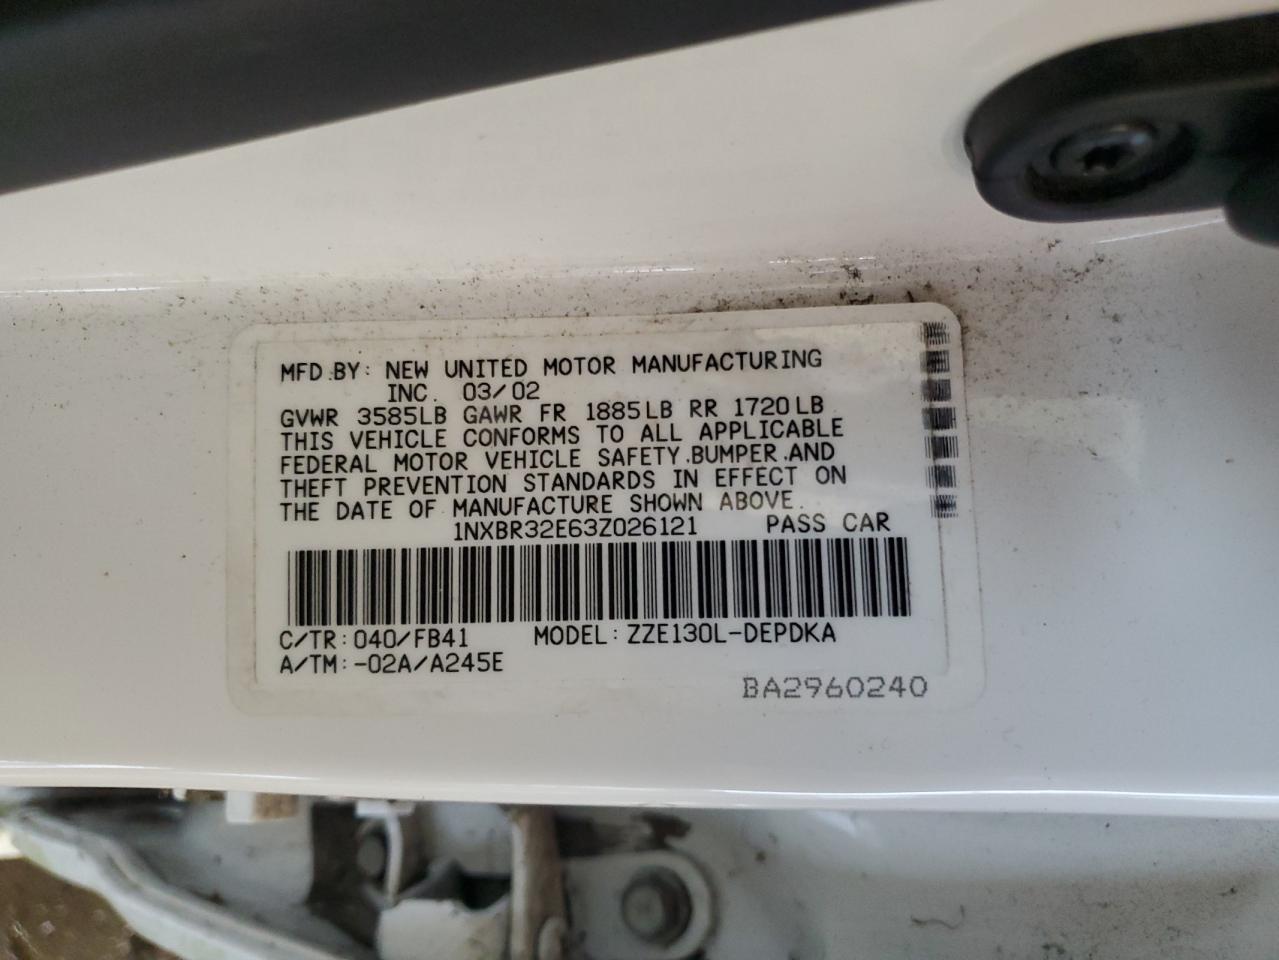 MFD.BY: NEW UNITED MOTOR MANUFACTURING
INC. 03/02
GVWR 3585LB GAWR FR 1885LB RR 1720LB
THIS VEHICLE CONFORMS TO ALL APPLICABLE
FEDERAL MOTOR VEHICLE SAFETY.BUMPER.AND
THEFT PREVENTION STANDARDS IN EFFECT ON
THE DATE OF MANUFACTURE SHOWN ABOVE.
1NXBR32E63Z026121 PASS CAR
C/TR:040/FB41 MODEL:ZZE130L-DEPDKA
A/TM:-02A/A245E
BA2960240